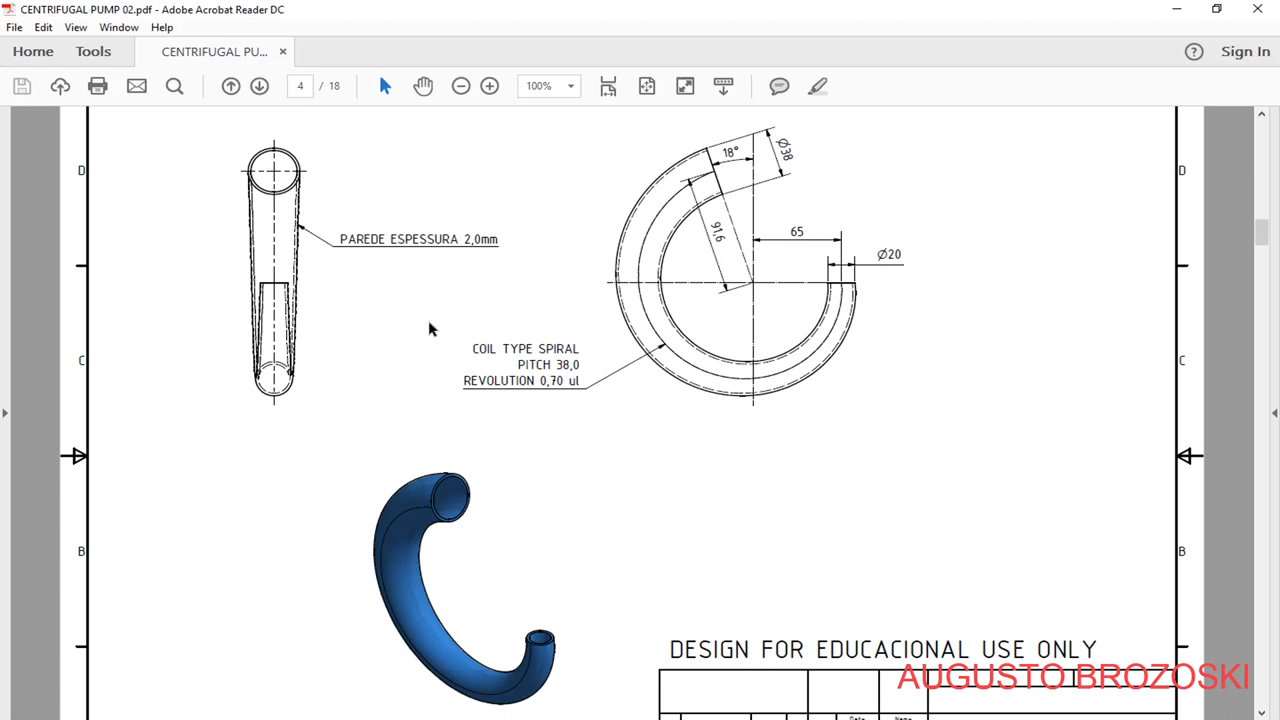 CENTRIFUGAL PUMP 02.pdf - Adobe Acrobat Reader DC
File Edit View Window Help
Home Tools CENTRIFUGAL PU... × ? Sign In
4 / 18 100%
D D
18°
Ø38
91,6
65
Ø20
PAREDE ESPESSURA 2,0mm
C C
COIL TYPE SPIRAL
PITCH 38,0
REVOLUTION 0,70 ul
B B
DESIGN FOR EDUCACIONAL USE ONLY
AUGUSTO BROZOSKI
Date Name